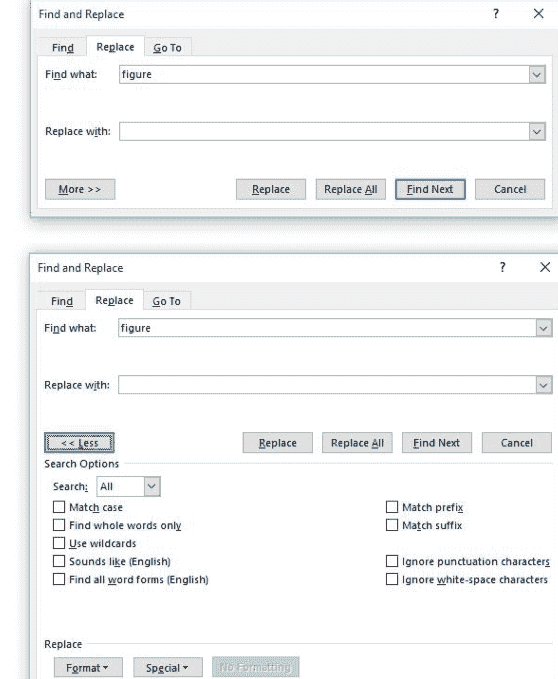 Find and Replace ? ×
Find Replace Go To
Find what: figure
Replace with:
More >> Replace Replace All Find Next Cancel
Find and Replace ? ×
Find Replace Go To
Find what: figure
Replace with:
<< Less Replace Replace All Find Next Cancel
Search Options
Search: All
Match case Match prefix
Find whole words only Match suffix
Use wildcards
Sounds like (English) Ignore punctuation characters
Find all word forms (English) Ignore white-space characters
Replace
Format Special No Formatting